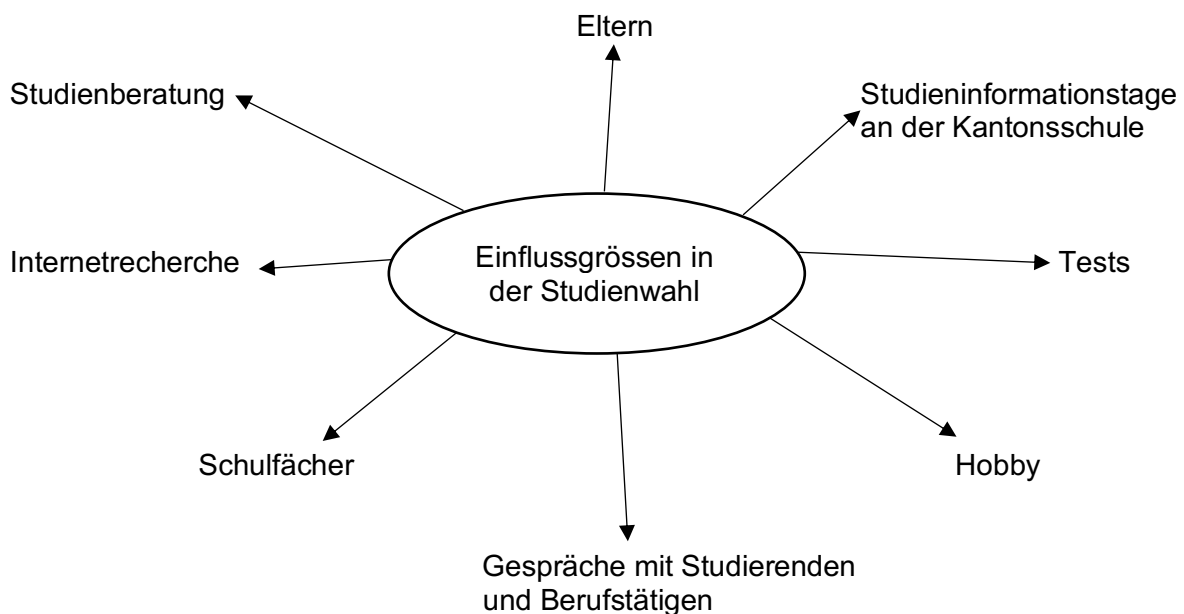 Eltern
Studienberatung
Studieninformationstage
an der Kantonsschule
Internetrecherche
Einflussgrössen in
der Studienwahl
Tests
Schulfächer
Hobby
Gespräche mit Studierenden
und Berufstätigen